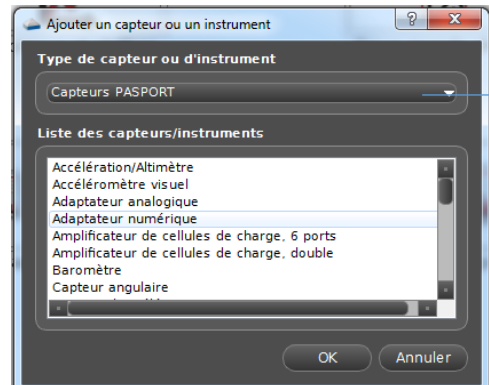 Ajouter un capteur ou un instrument
Type de capteur ou d'instrument
Capteurs PASPORT
Liste des capteurs/instruments
Accélération/Altimètre
Accéléromètre visuel
Adaptateur analogique
Adaptateur numérique
Amplificateur de cellules de charge, 6 ports
Amplificateur de cellules de charge, double
Baromètre
Capteur angulaire
OK Annuler